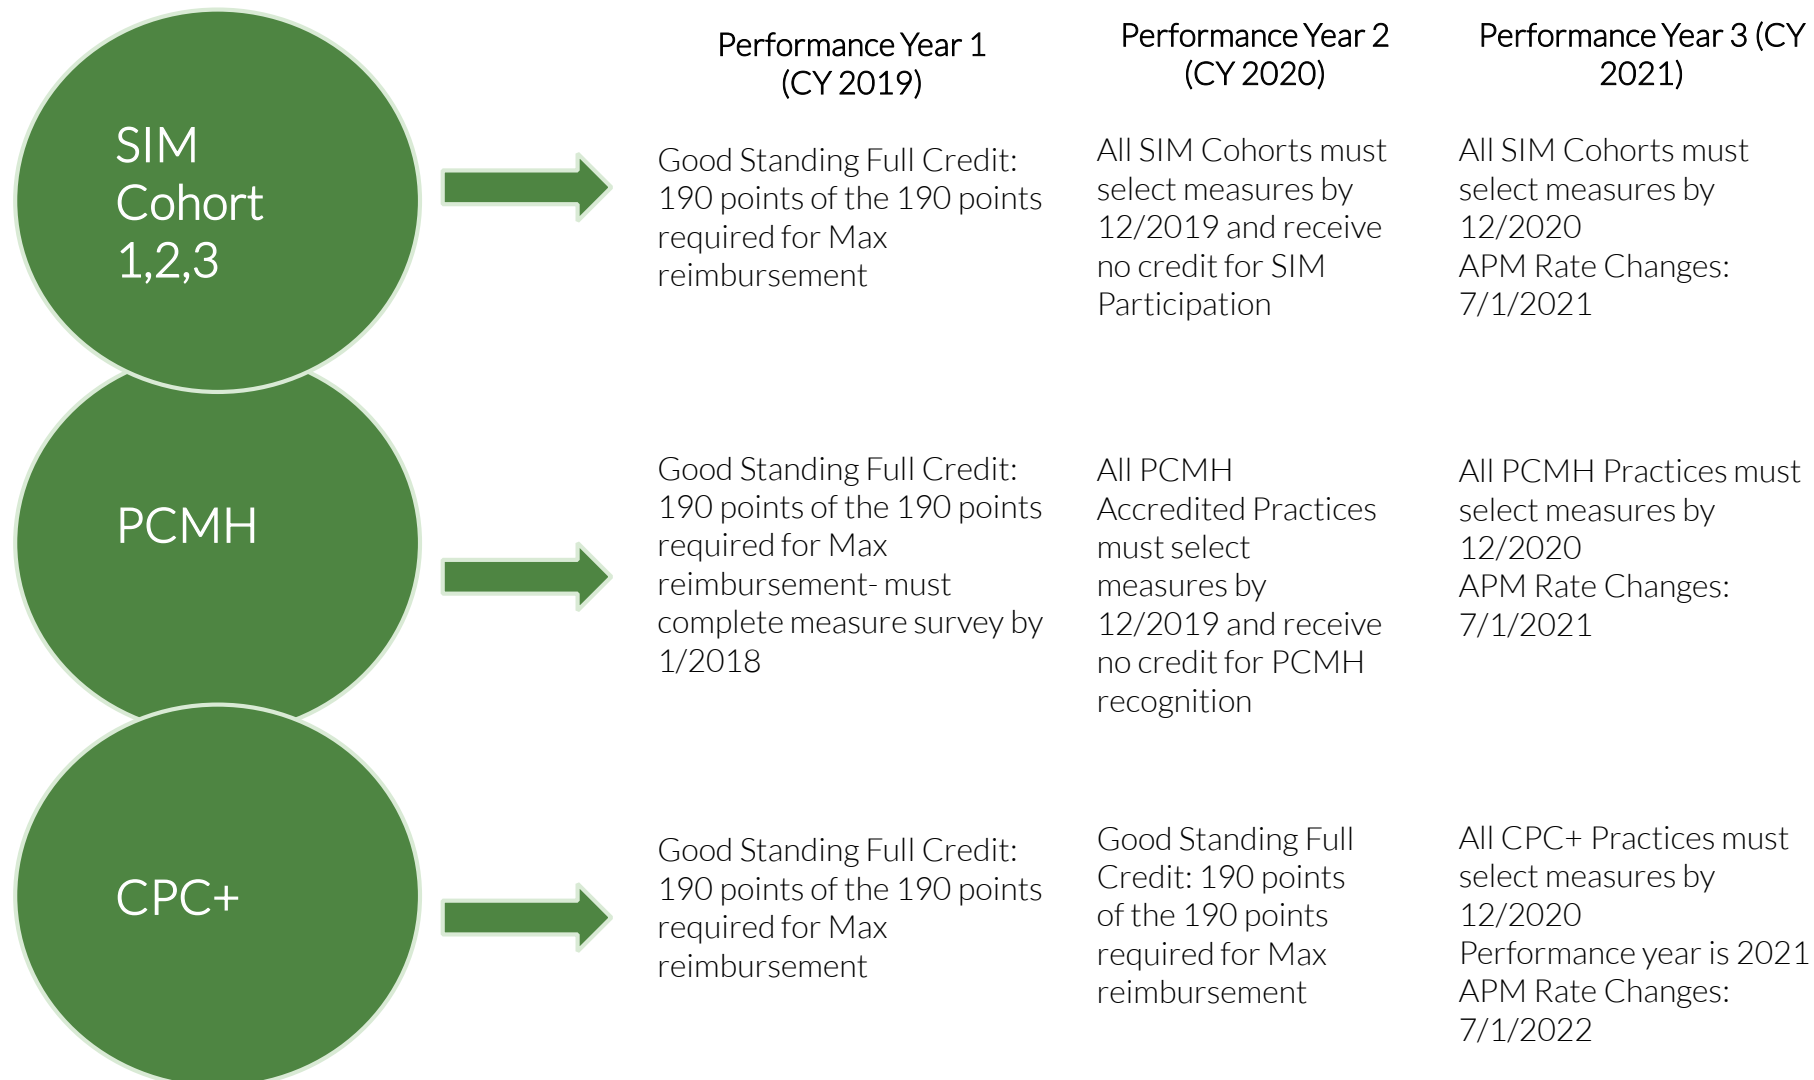 Performance Year 1
(CY 2019)
Performance Year 2
(CY 2020)
Performance Year 3 (CY
2021)
SIM
Cohort
1,2,3
Good Standing Full Credit:
190 points of the 190 points
required for Max
reimbursement
All SIM Cohorts must
select measures by
12/2019 and receive
no credit for SIM
Participation
All SIM Cohorts must
select measures by
12/2020
APM Rate Changes:
7/1/2021
PCMH
Good Standing Full Credit:
190 points of the 190 points
required for Max
reimbursement- must
complete measure survey by
1/2018
All PCMH
Accredited Practices
must select
measures by
12/2019 and receive
no credit for PCMH
recognition
All PCMH Practices must
select measures by
12/2020
APM Rate Changes:
7/1/2021
CPC+
Good Standing Full Credit:
190 points of the 190 points
required for Max
reimbursement
Good Standing Full
Credit: 190 points
of the 190 points
required for Max
reimbursement
All CPC+ Practices must
select measures by
12/2020
Performance year is 2021
APM Rate Changes:
7/1/2022